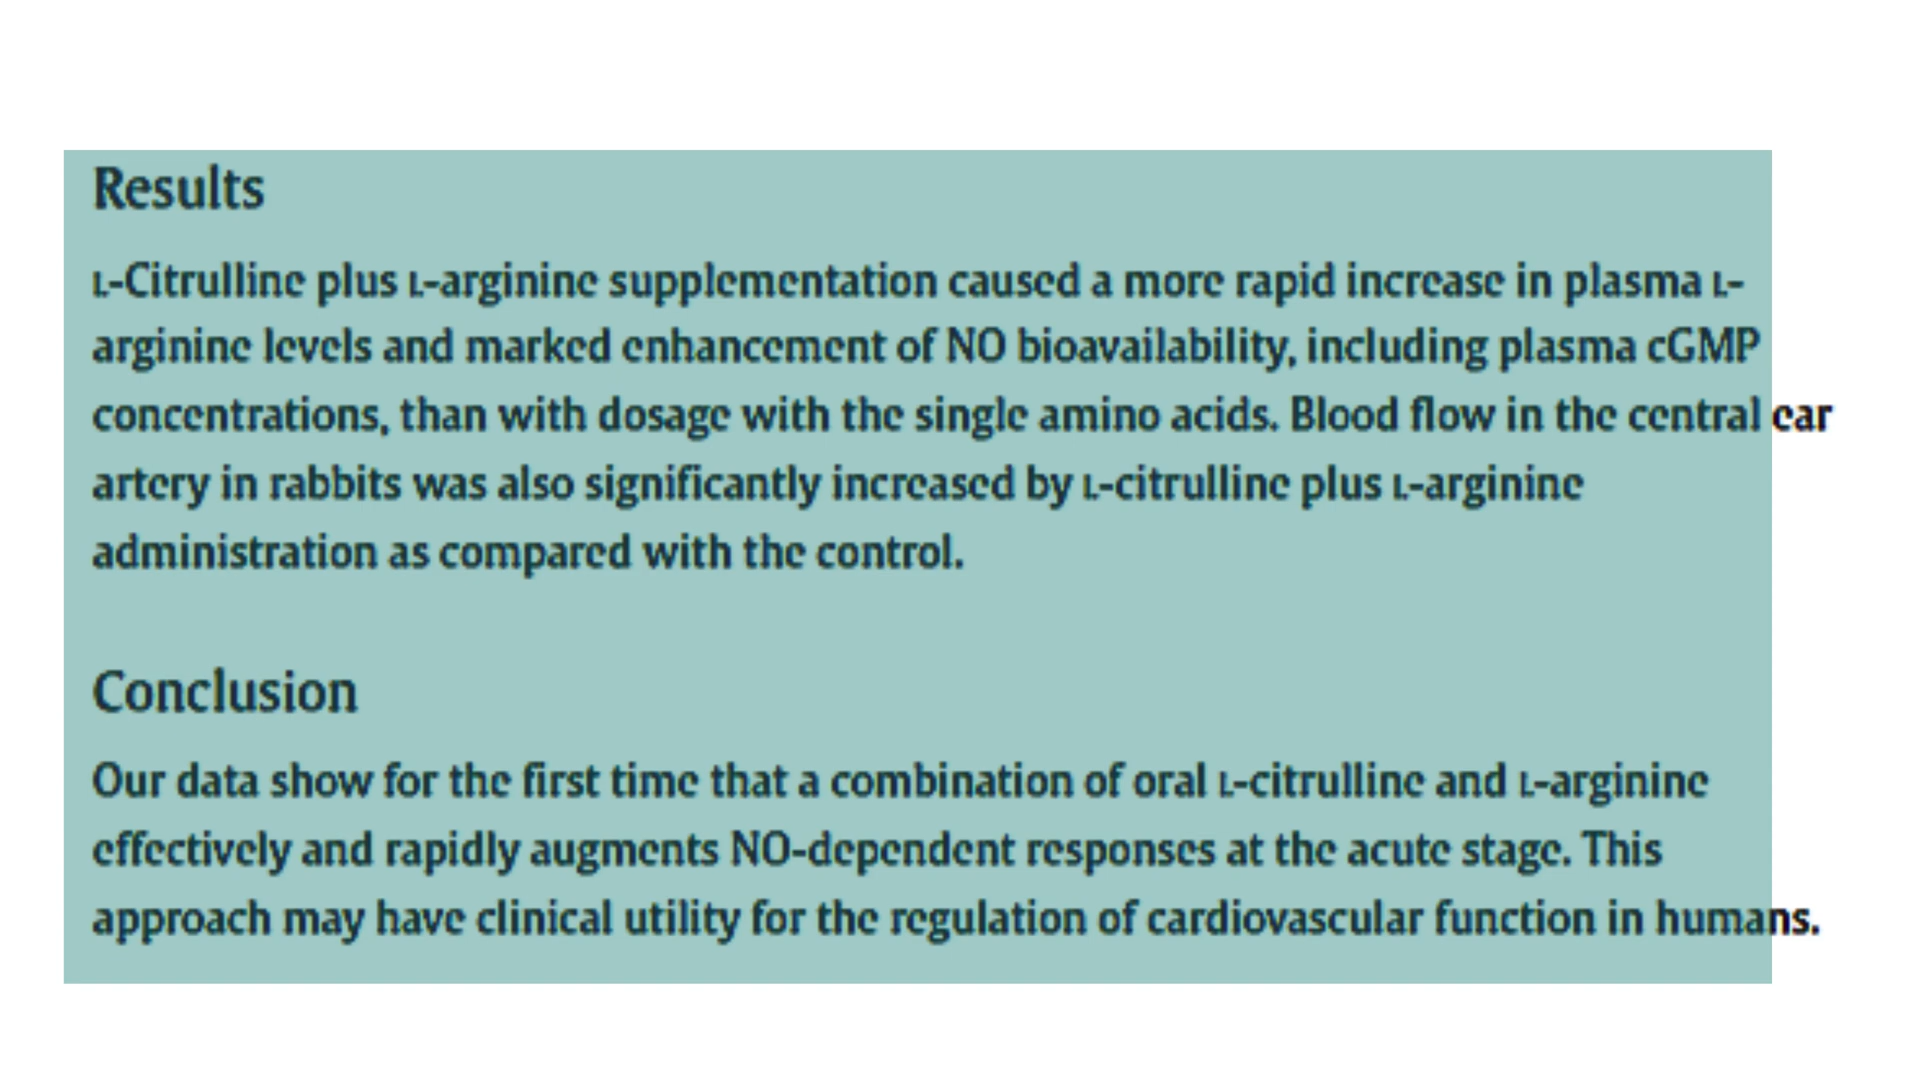 Results
L-Citrulline plus L-arginine supplementation caused a more rapid increase in plasma L-
arginine levels and marked enhancement of NO bioavailability, including plasma cGMP
concentrations, than with dosage with the single amino acids. Blood flow in the central ear
artery in rabbits was also significantly increased by L-citrulline plus L-arginine
administration as compared with the control.
Conclusion
Our data show for the first time that a combination of oral L-citrulline and L-arginine
effectively and rapidly augments NO-dependent responses at the acute stage. This
approach may have clinical utility for the regulation of cardiovascular function in humans.